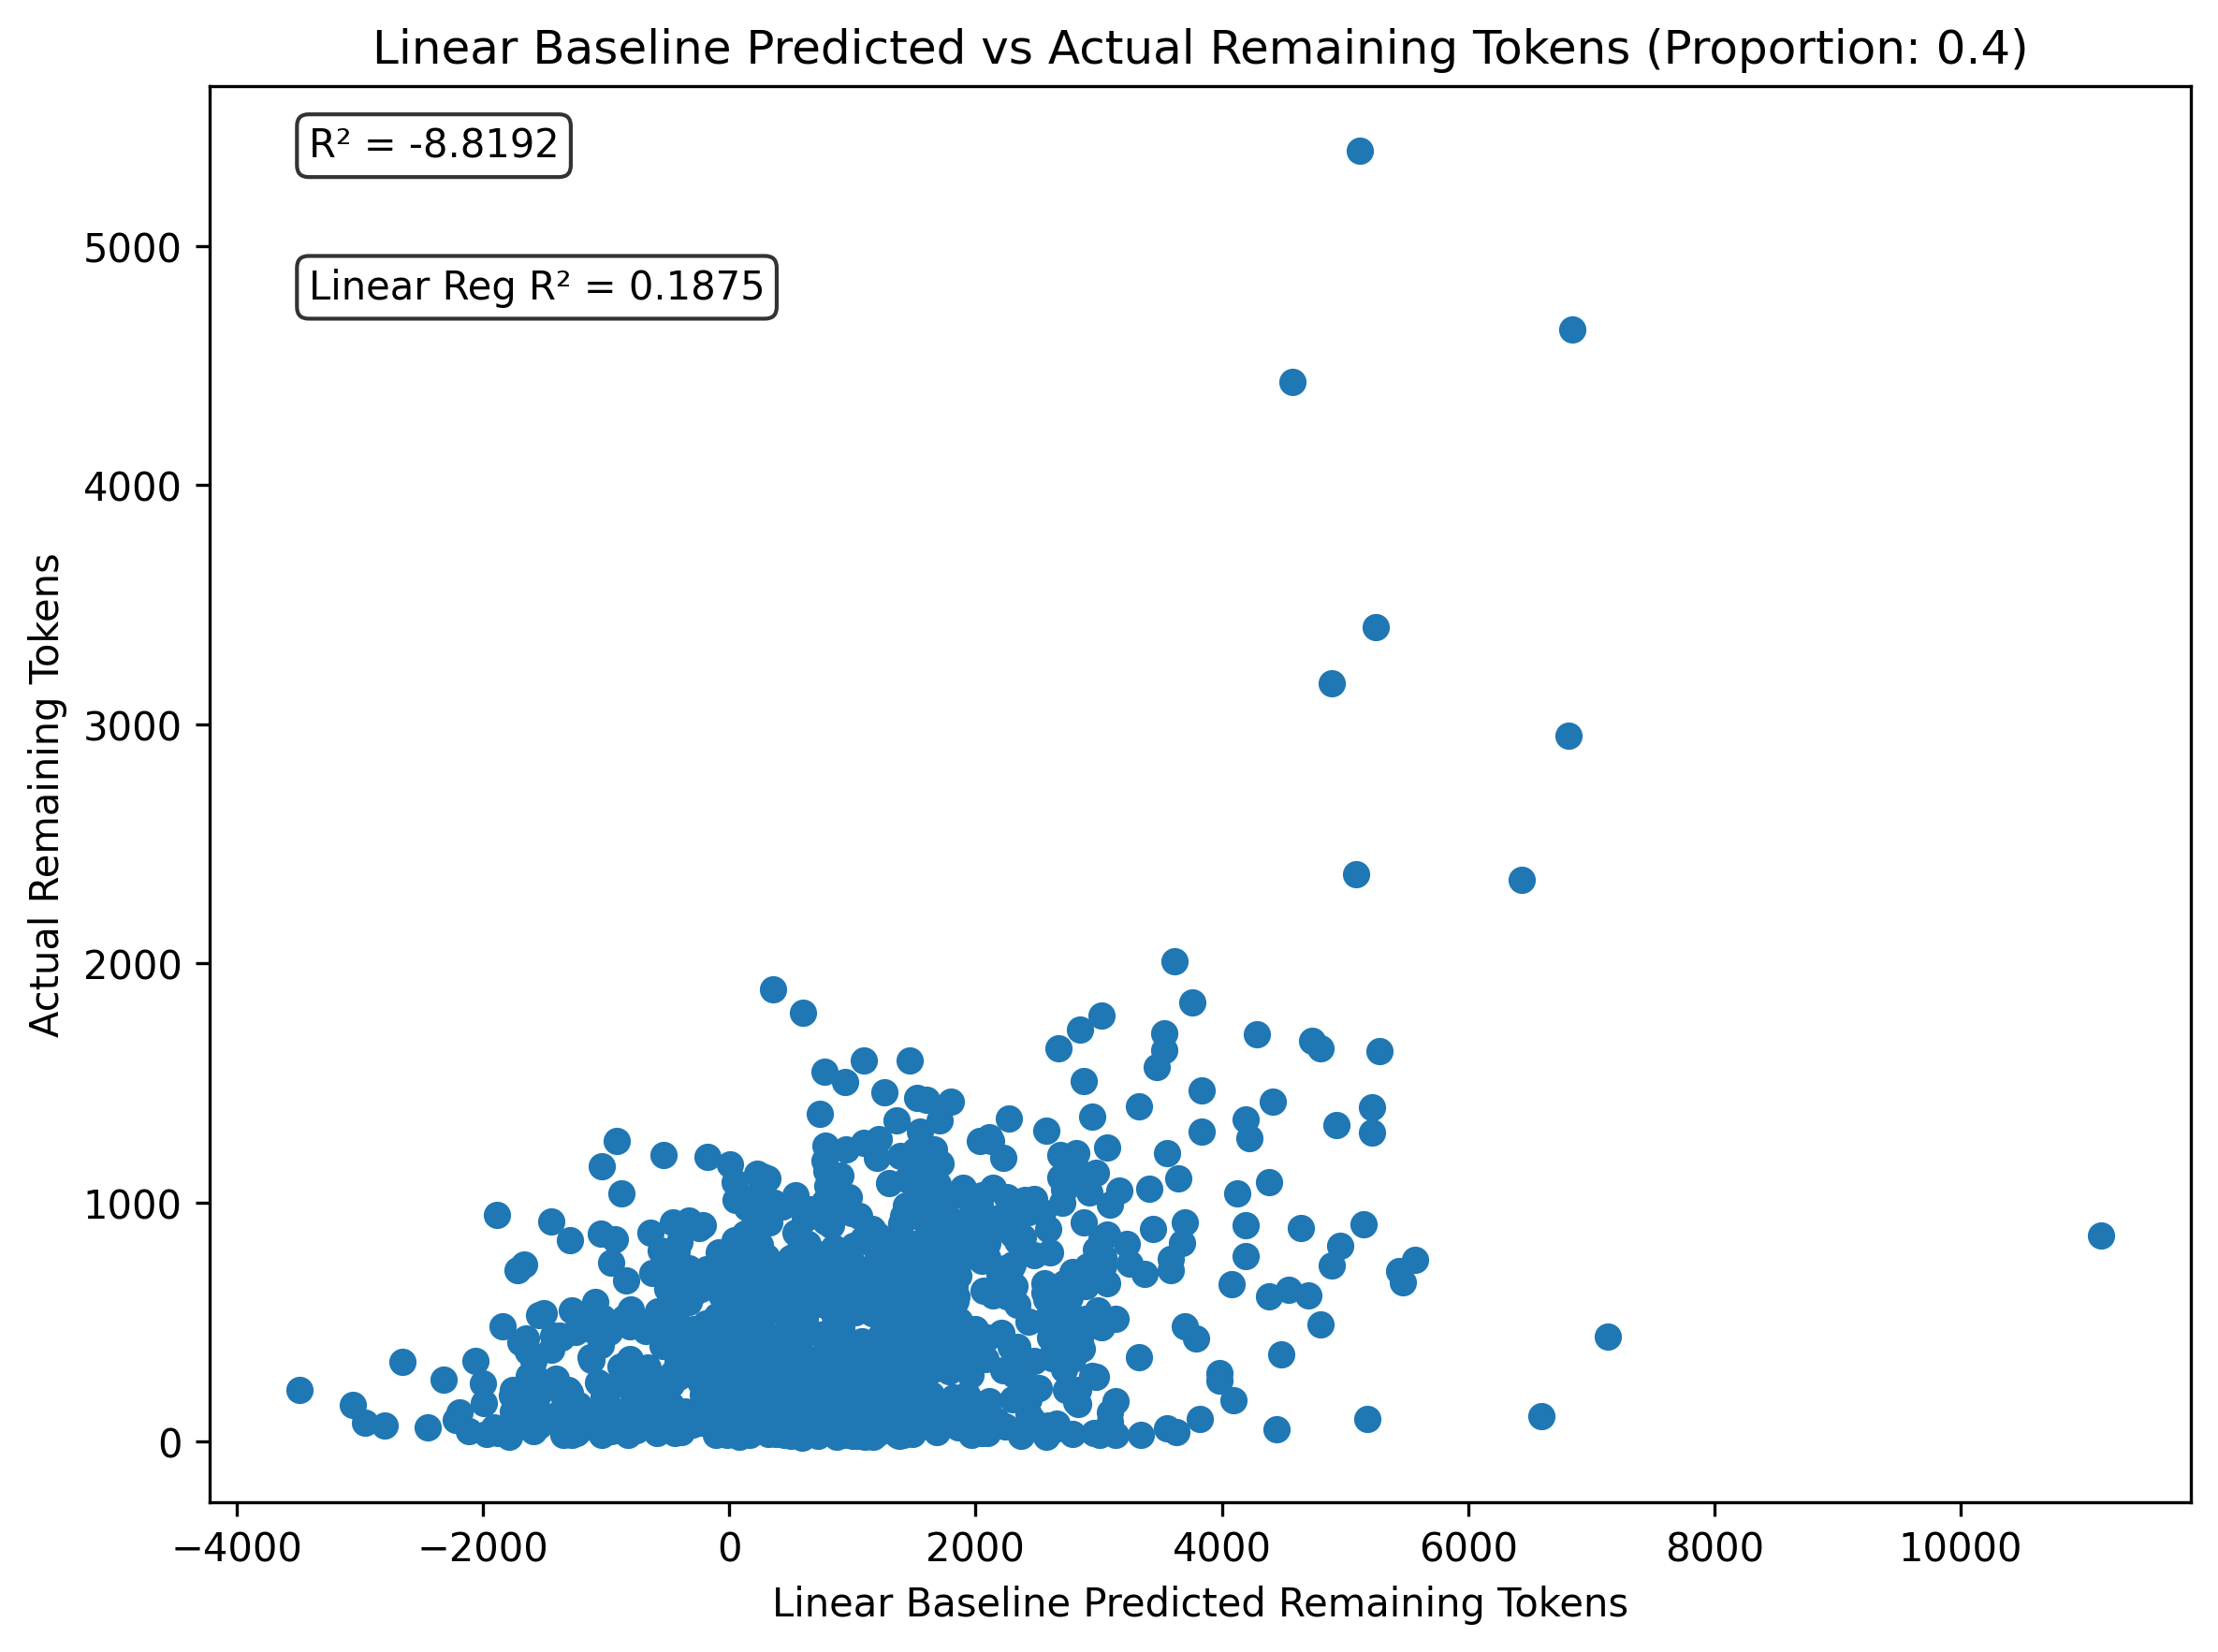 Linear Baseline Predicted vs Actual Remaining Tokens (Proportion: 0.4)
R² = -8.8192
Linear Reg R² = 0.1875
Actual Remaining Tokens
5000
4000
3000
2000
1000
0
−4000
−2000
0
2000
4000
6000
8000
10000
Linear Baseline Predicted Remaining Tokens